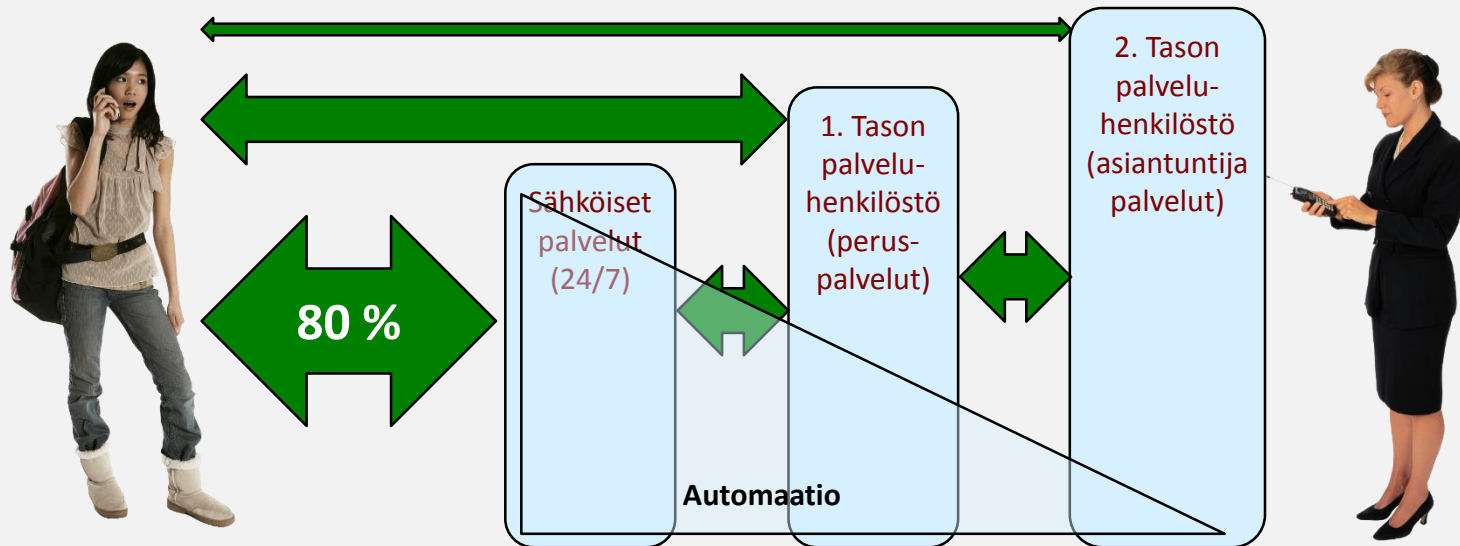 80 %
Sähköiset
palvelut
(24/7)
1. Tason
palvelu-
henkilöstö
(perus-
palvelut)
2. Tason
palvelu-
henkilöstö
(asiantuntija
palvelut)
Automaatio